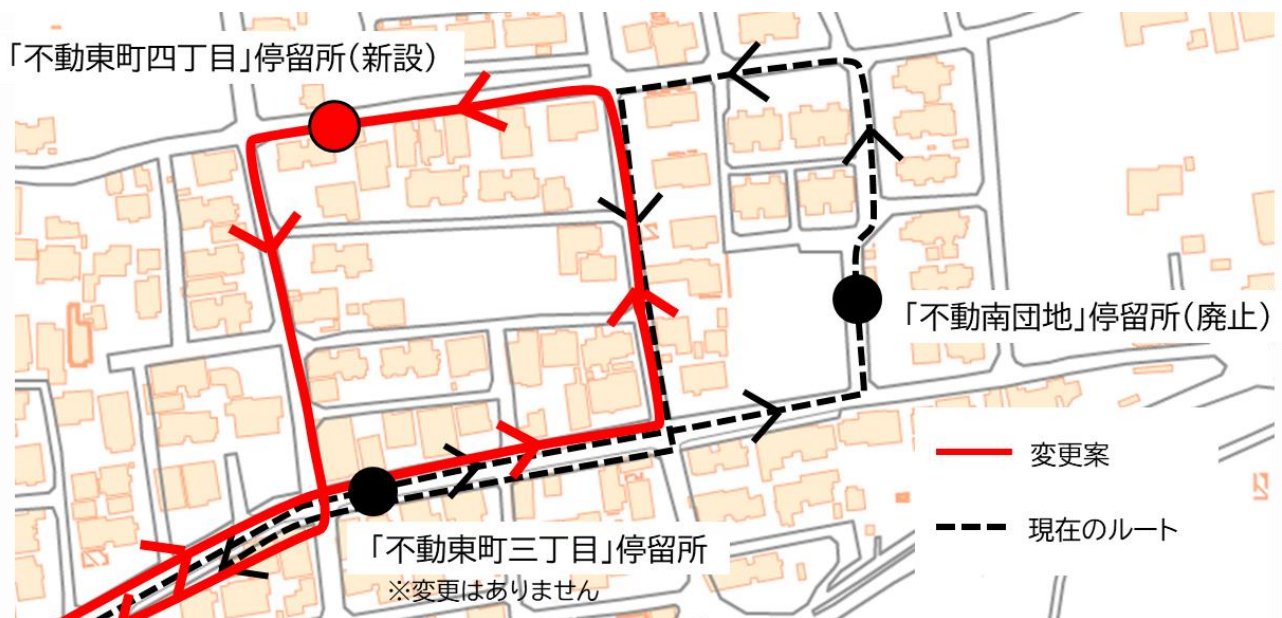 「不動東町四丁目」停留所(新設)
「不動南団地」停留所(廃止)
変更案
現在のルート
「不動東町三丁目」停留所
※変更はありません